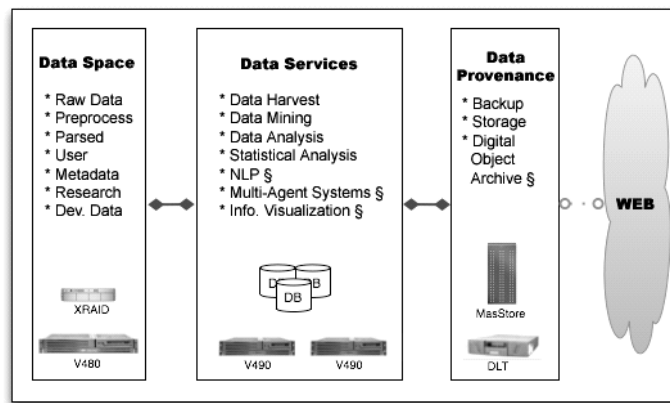 Data Space
* Raw Data
* Preprocess
* Parsed
* User
* Metadata
* Research
* Dev. Data
XRAID
V480
Data Services
* Data Harvest
* Data Mining
* Data Analysis
* Statistical Analysis
* NLP §
* Multi-Agent Systems §
* Info. Visualization §
DB
V490 V490
Data
Provenance
* Backup
* Storage
* Digital
Object
Archive §
MasStore
DLT
WEB